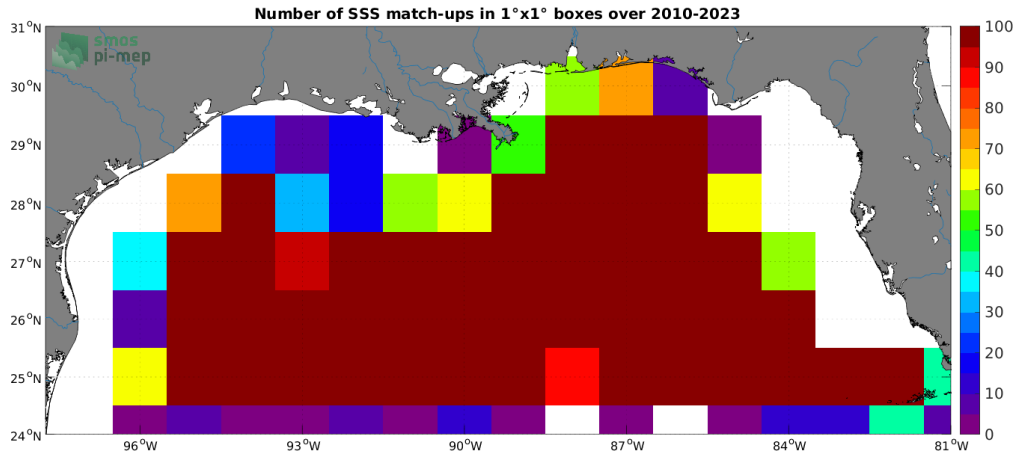 Number of SSS match-ups in 1°x1° boxes over 2010-2023
smos
pi-mep
31°N
30°N
29°N
28°N
27°N
26°N
25°N
24°N
96°W
93°W
90°W
87°W
84°W
81°W
100
90
80
70
60
50
40
30
20
10
0